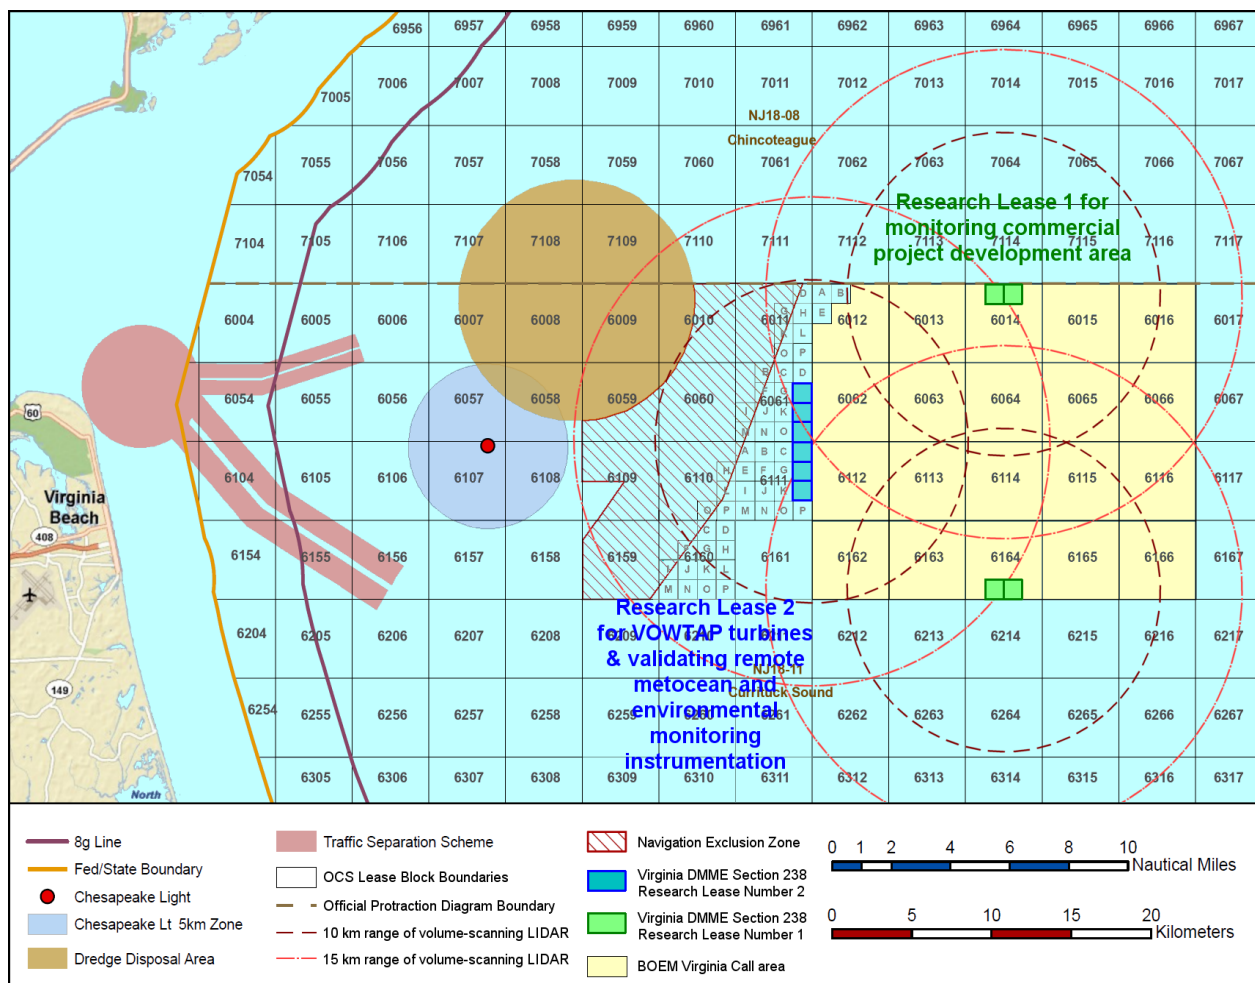 6956 6957 6958 6959 6960 6961 6962 6963 6964 6965 6966 6967
7005 7006 7007 7008 7009 7010 7011 7012 7013 7014 7015 7016 7017
NJ18-08
Chincoteague
7054 7055 7056 7057 7058 7059 7060 7061 7062 7063 7064 7065 7066 7067
Research Lease 1 for
monitoring commercial
project development area
7104 7105 7106 7107 7108 7109 7110 7111 7112 7113 7114 7115 7116 7117
D A B
G H E
6004 6005 6006 6007 6008 6009 6010 6011 6012 6013 6014 6015 6016 6017
K L
O P
B C D
F G
6054 6055 6056 6057 6058 6059 6060 6061 6062 6063 6064 6065 6066 6067
I J K
M N O
A B C
H E F G
6104 6105 6106 6107 6108 6109 6110 6111 6112 6113 6114 6115 6116 6117
L I J K
O P M N O P
C D
G H
6154 6155 6156 6157 6158 6159 6160 6161 6162 6163 6164 6165 6166 6167
I J K L
M N O P
Research Lease 2
for VOWTAP turbines
& validating remote
metocean and
environmental
monitoring
instrumentation
6204 6205 6206 6207 6208 6209 6210 6211 6212 6213 6214 6215 6216 6217
NJ18-11
Currituck Sound
6254 6255 6256 6257 6258 6259 6260 6261 6262 6263 6264 6265 6266 6267
6305 6306 6307 6308 6309 6310 6311 6312 6313 6314 6315 6316 6317
60
Virginia
Beach
408
149
North
8g Line
Fed/State Boundary
Chesapeake Light
Chesapeake Lt 5km Zone
Dredge Disposal Area
Traffic Separation Scheme
OCS Lease Block Boundaries
Official Protraction Diagram Boundary
10 km range of volume-scanning LIDAR
15 km range of volume-scanning LIDAR
Navigation Exclusion Zone
Virginia DMME Section 238
Research Lease Number 2
Virginia DMME Section 238
Research Lease Number 1
BOEM Virginia Call area
0 1 2 4 6 8 10
Nautical Miles
0 5 10 15 20
Kilometers